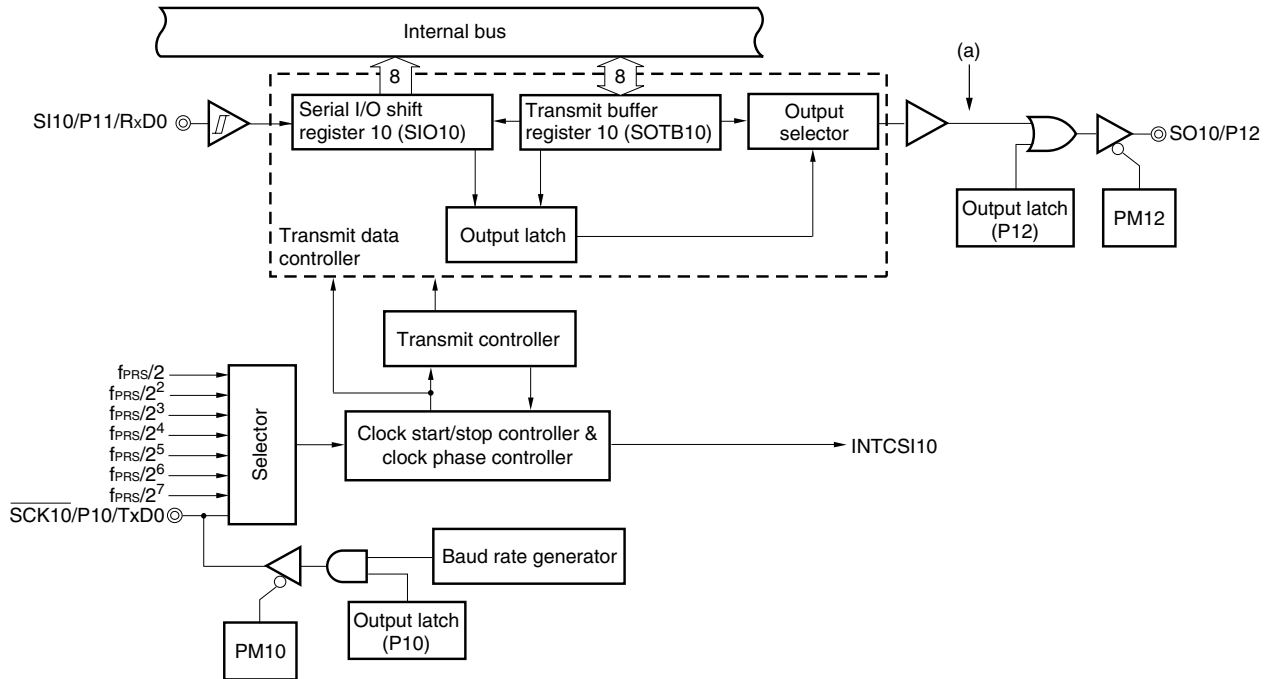 Internal bus
(a)
8
8
SI10/P11/RxD0
Serial I/O shift
register 10 (SIO10)
Transmit buffer
register 10 (SOTB10)
Output
selector
SO10/P12
Output latch
Output latch
(P12)
PM12
Transmit data
controller
Transmit controller
fPRS/2
fPRS/2²
fPRS/2³
fPRS/2⁴
fPRS/2⁵
fPRS/2⁶
fPRS/2⁷
Selector
Clock start/stop controller &
clock phase controller
INTCSI10
SCK10/P10/TxD0
Baud rate generator
Output latch
(P10)
PM10